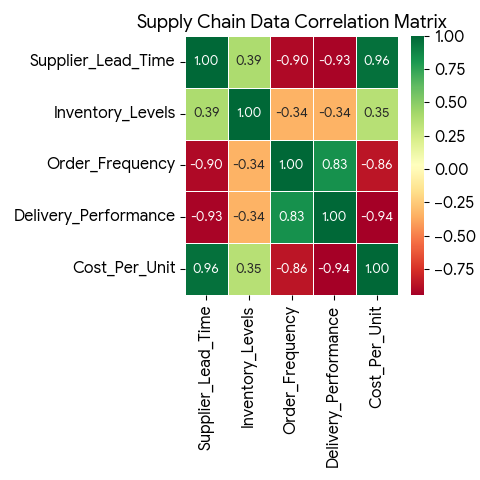 Supply Chain Data Correlation Matrix
Supplier_Lead_Time 1.00 0.39 -0.90 -0.93 0.96
Inventory_Levels 0.39 1.00 -0.34 -0.34 0.35
Order_Frequency -0.90 -0.34 1.00 0.83 -0.86
Delivery_Performance -0.93 -0.34 0.83 1.00 -0.94
Cost_Per_Unit 0.96 0.35 -0.86 -0.94 1.00
Supplier_Lead_Time
Inventory_Levels
Order_Frequency
Delivery_Performance
Cost_Per_Unit
1.00
0.75
0.50
0.25
0.00
−0.25
−0.50
−0.75